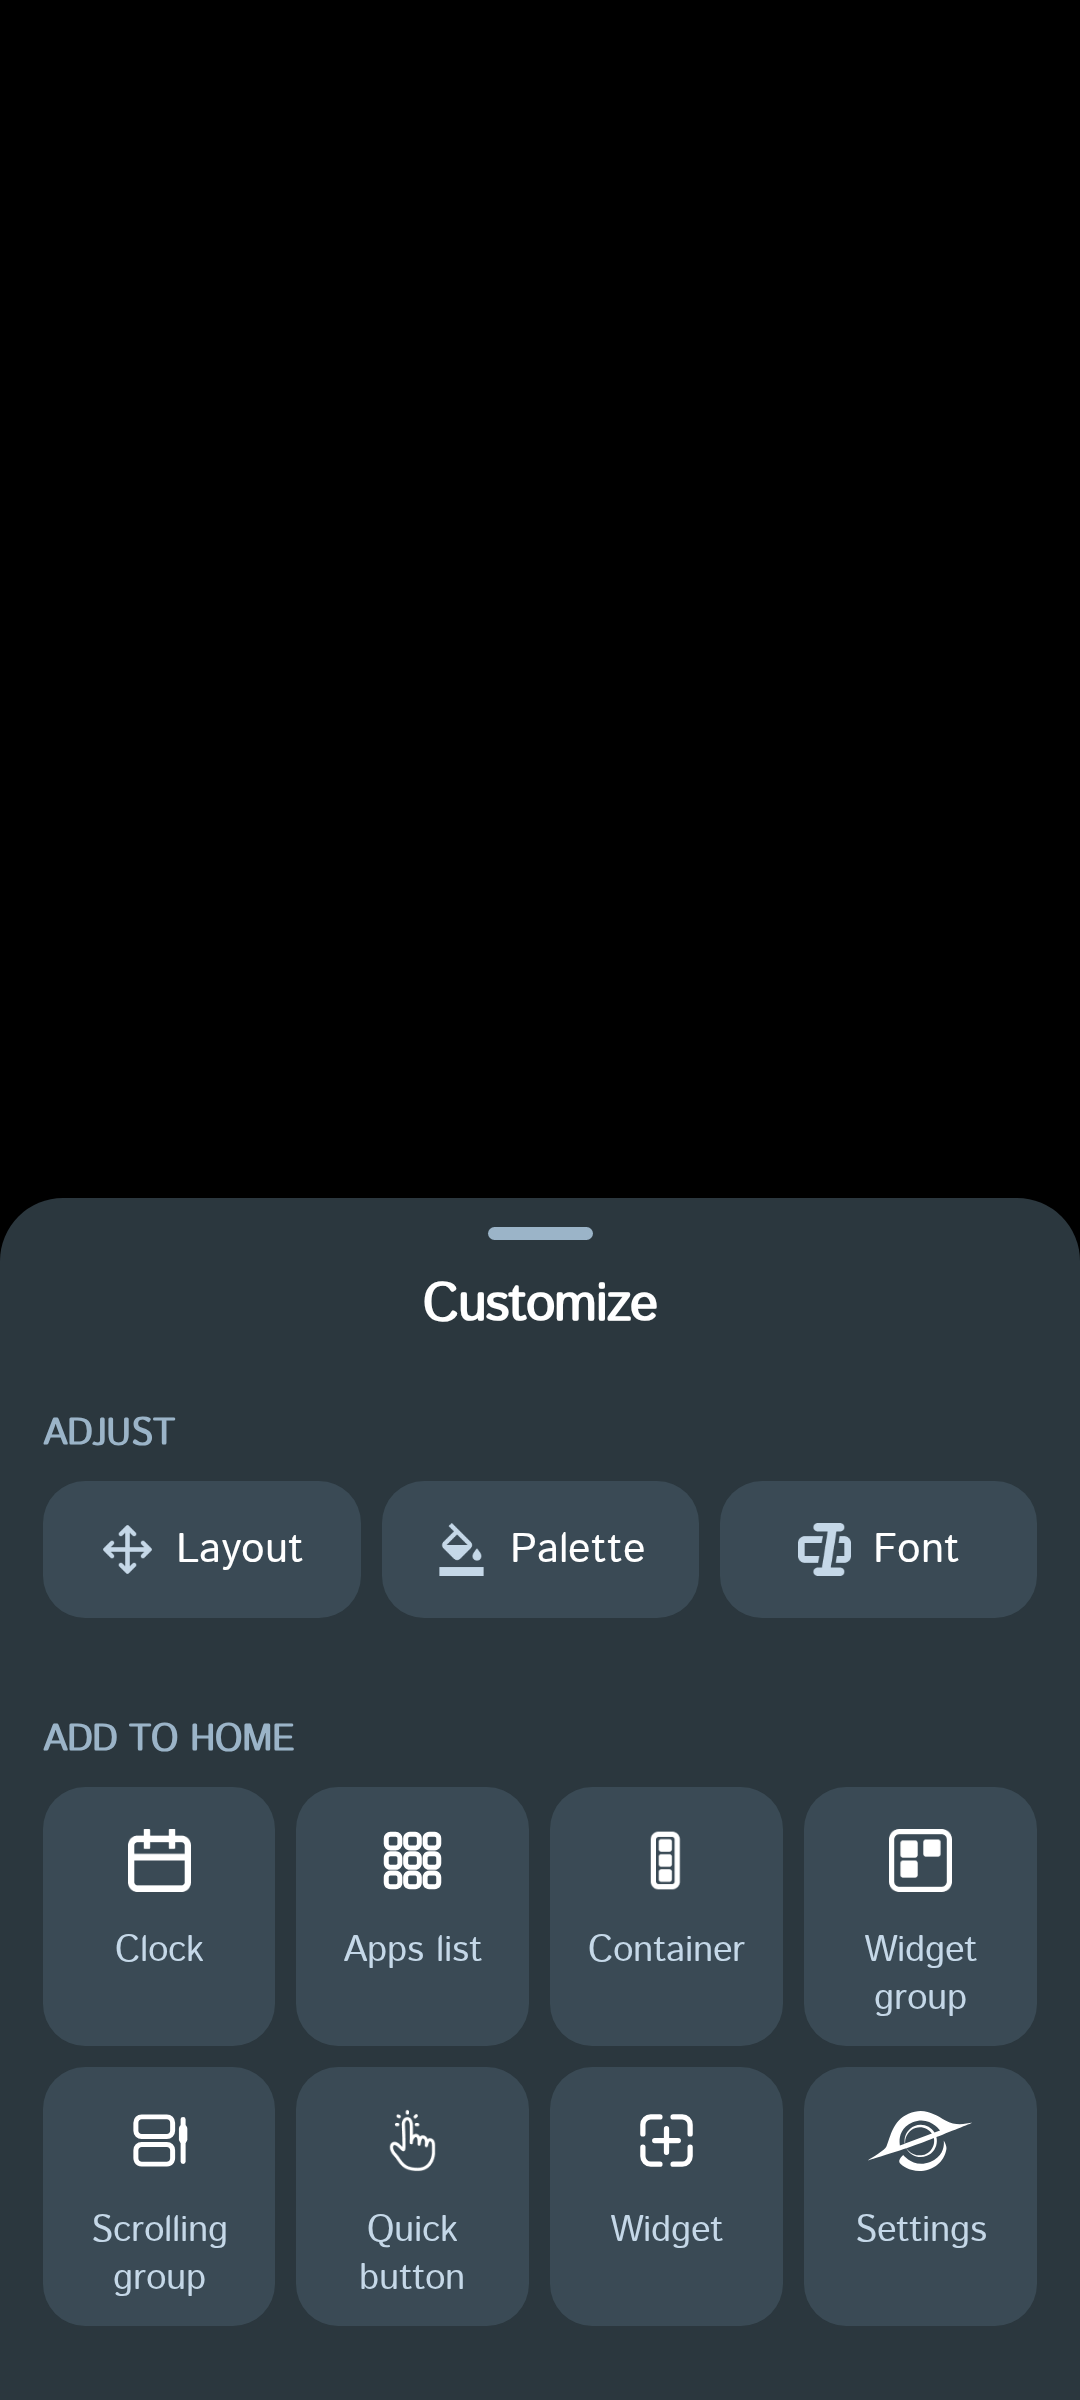 Customize
ADJUST
Layout
Palette
Font
ADD TO HOME
Clock
Apps list
Container
Widget
group
Scrolling
group
Quick
button
Widget
Settings